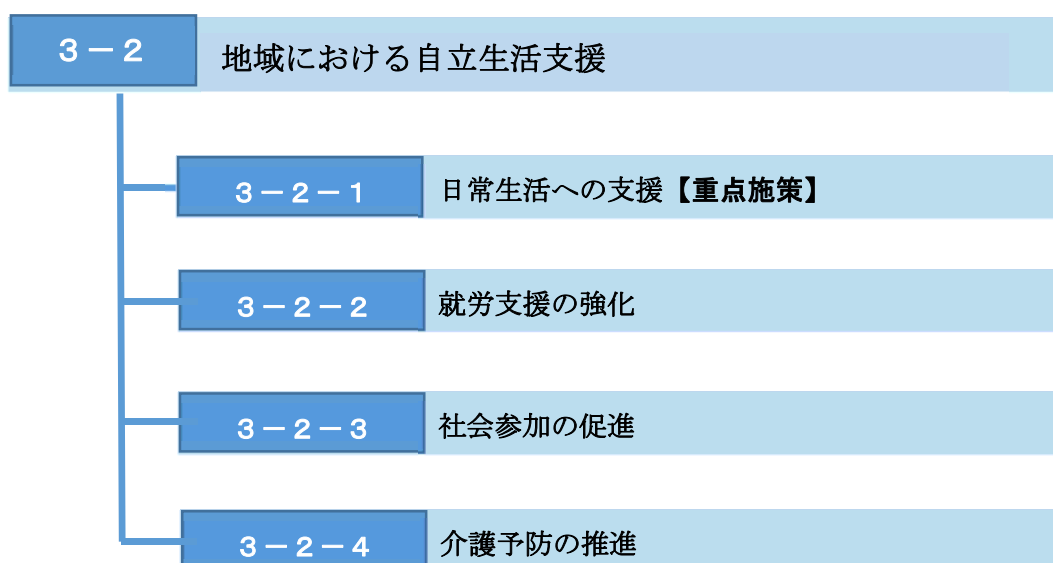 3－2 地域における自立生活支援
3－2－1 日常生活への支援【重点施策】
3－2－2 就労支援の強化
3－2－3 社会参加の促進
3－2－4 介護予防の推進